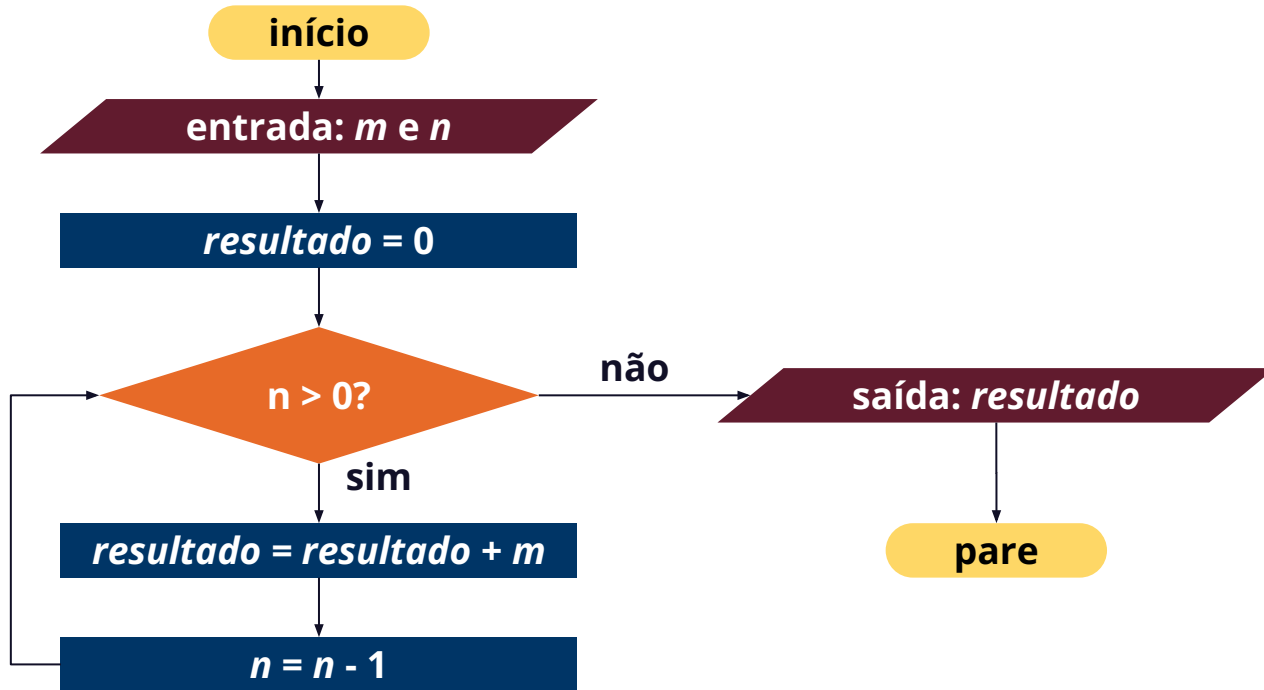 início
entrada: m e n
resultado = 0
n > 0?
não
saída: resultado
sim
resultado = resultado + m
pare
n = n - 1